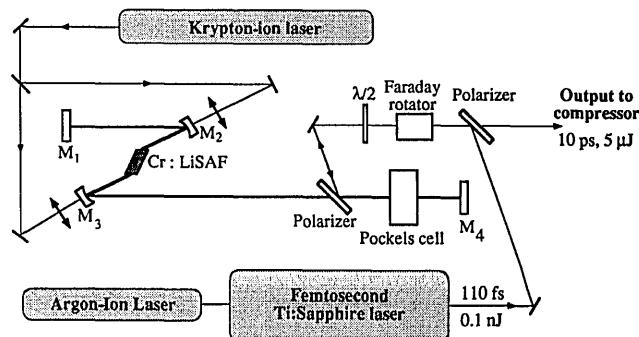 Krypton-ion laser
λ/2
Faraday
rotator
Polarizer
Output to
compressor
10 ps, 5 μJ
M1
M2
Cr : LiSAF
M3
Polarizer
Pockels cell
M4
Argon-Ion Laser
Femtosecond
Ti:Sapphire laser
110 fs
0.1 nJ